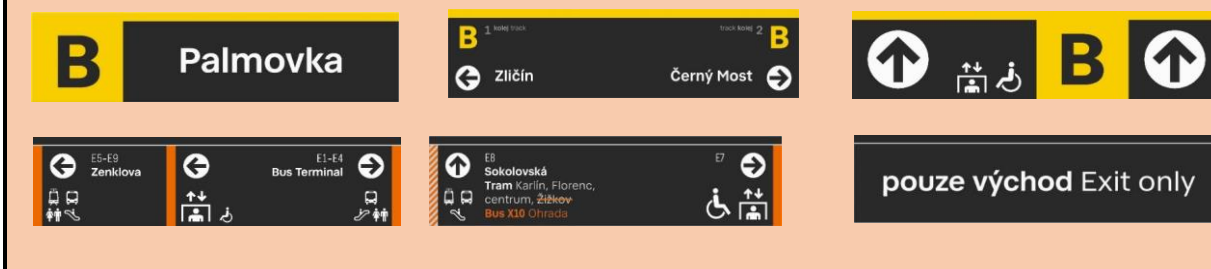 B Palmovka
B 1 kolej track
track kolej 2 B
Zličín
Černý Most
B
E5-E9
Zenklova
E1-E4
Bus Terminal
E8
Sokolovská
Tram Karlín, Florenc,
centrum, Žižkov
Bus X10 Ohrada
E7
pouze východ Exit only